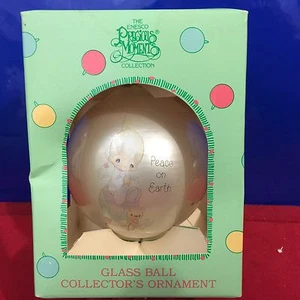 THE
ENESCO
PRECIOUS
MOMENTS
COLLECTION
Peace
on
Earth
GLASS BALL
COLLECTOR'S ORNAMENT